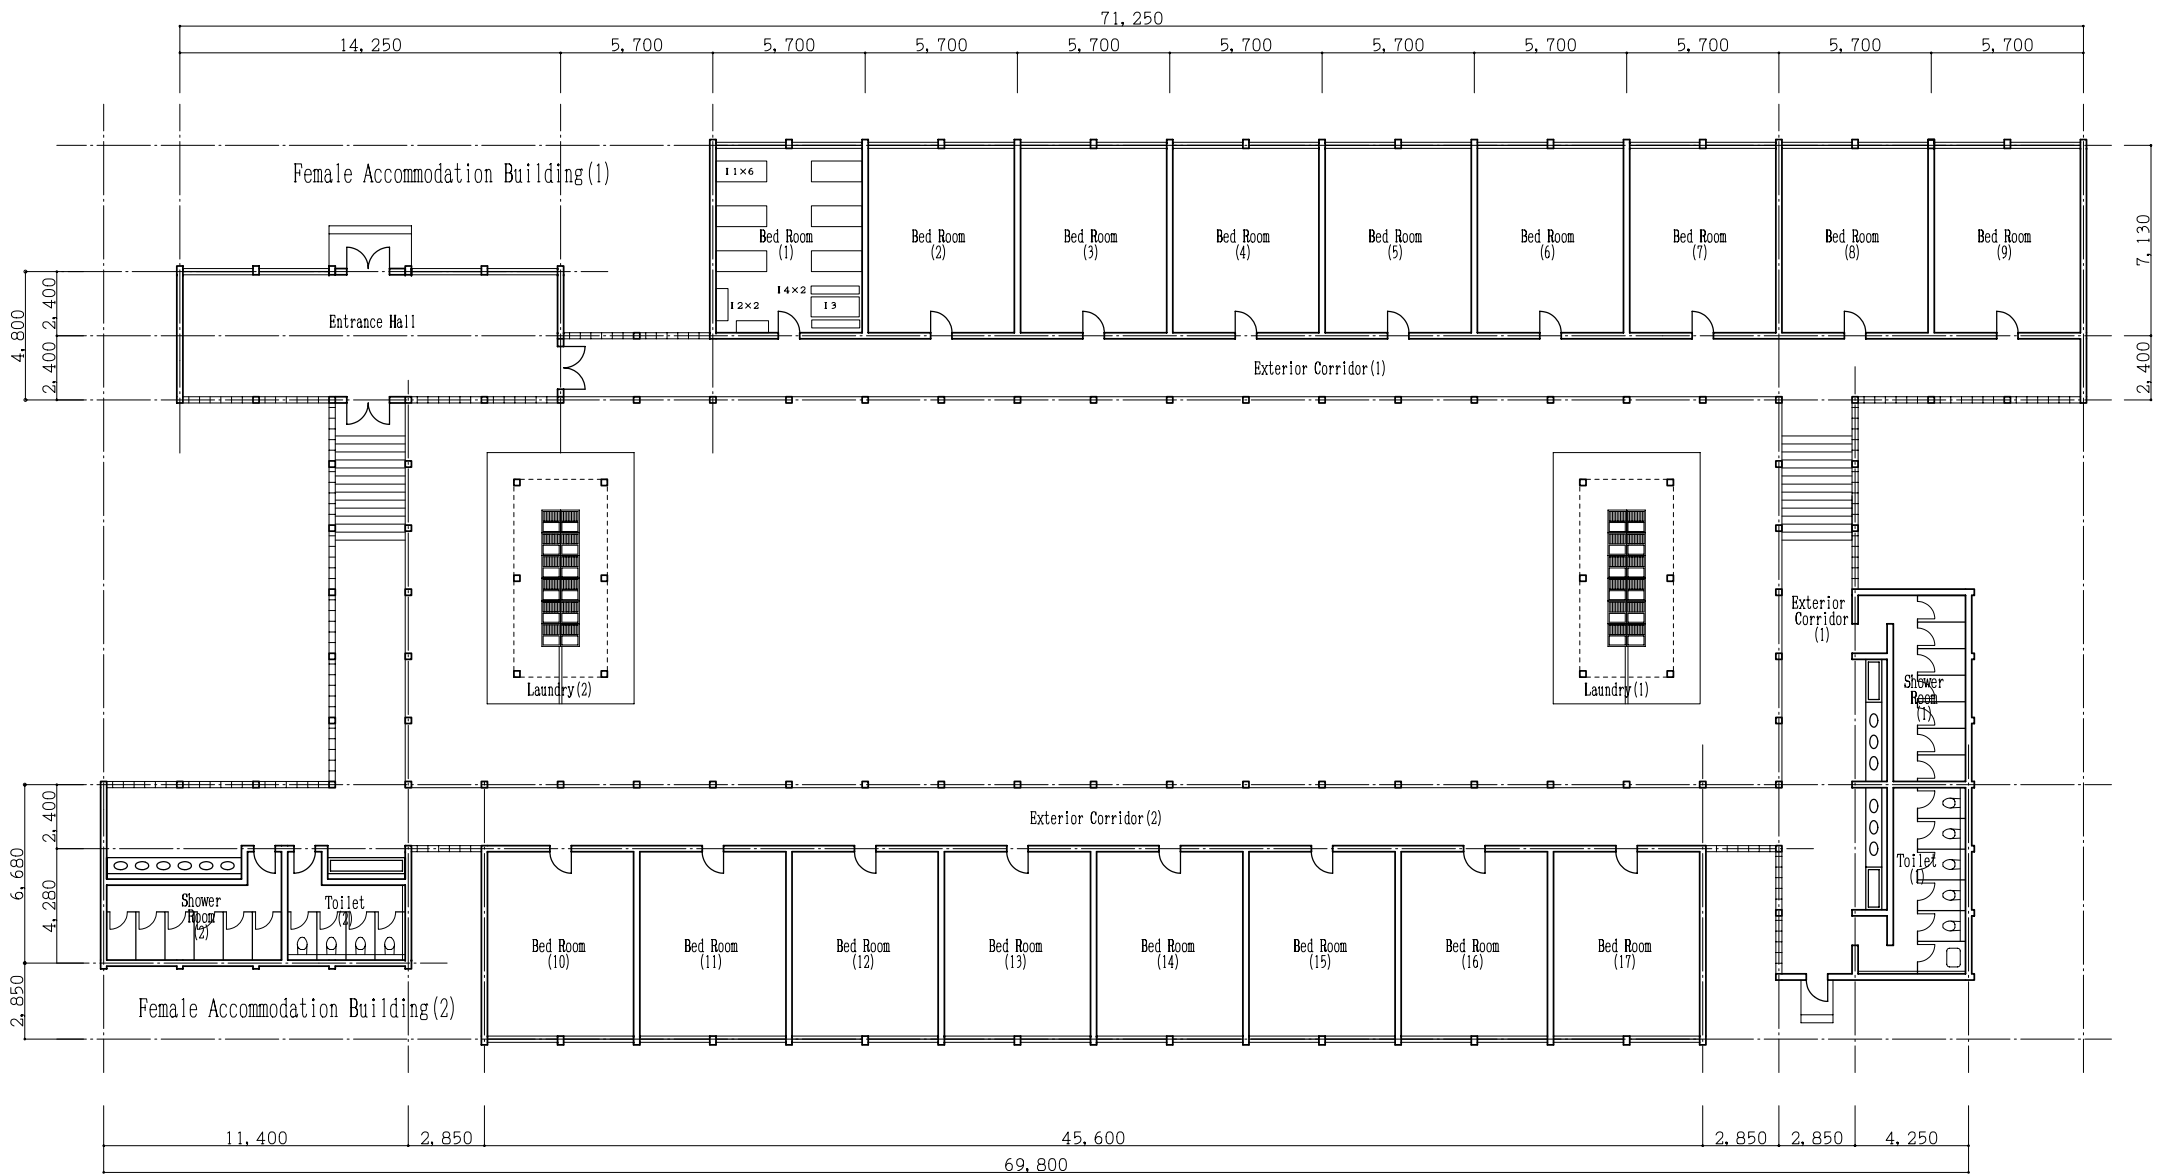 71,250
14,250
5,700
5,700
5,700
5,700
5,700
5,700
5,700
5,700
5,700
5,700
Female Accommodation Building(1)
I1×6
Bed Room
(1)
I4×2
I2×2
I3
Bed Room
(2)
Bed Room
(3)
Bed Room
(4)
Bed Room
(5)
Bed Room
(6)
Bed Room
(7)
Bed Room
(8)
Bed Room
(9)
7,130
2,400
4,800
2,400
2,400
Entrance Hall
Exterior Corridor(1)
Laundry(2)
Laundry(1)
Exterior
Corridor
(1)
Shower
Room
(1)
Toilet
(1)
Exterior Corridor(2)
6,680
2,400
4,280
2,850
Shower
Room
(2)
Toilet
(2)
Bed Room
(10)
Bed Room
(11)
Bed Room
(12)
Bed Room
(13)
Bed Room
(14)
Bed Room
(15)
Bed Room
(16)
Bed Room
(17)
Female Accommodation Building(2)
11,400
2,850
45,600
2,850
2,850
4,250
69,800